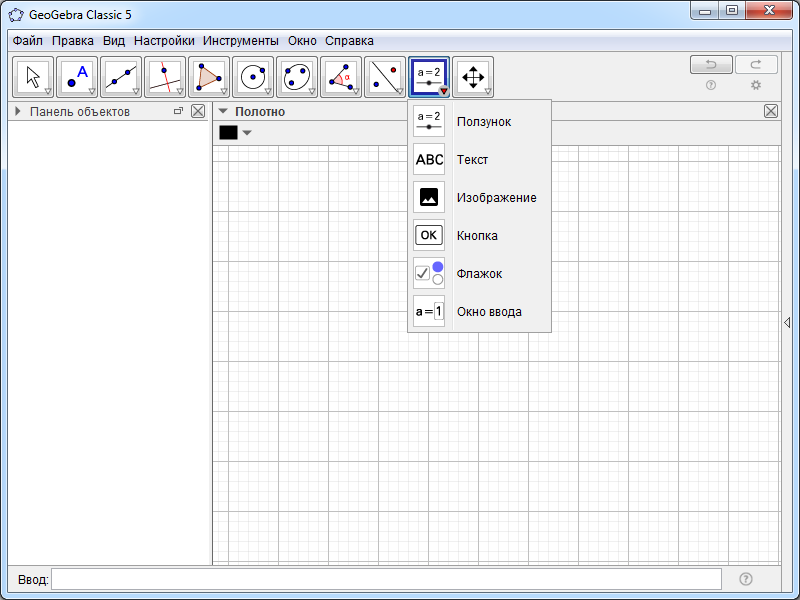 GeoGebra Classic 5
Файл Правка Вид Настройки Инструменты Окно Справка
A α a=2
Панель объектов Полотно
a=2 Ползунок
ABC Текст
Изображение
OK Кнопка
Флажок
a=1 Окно ввода
Ввод: